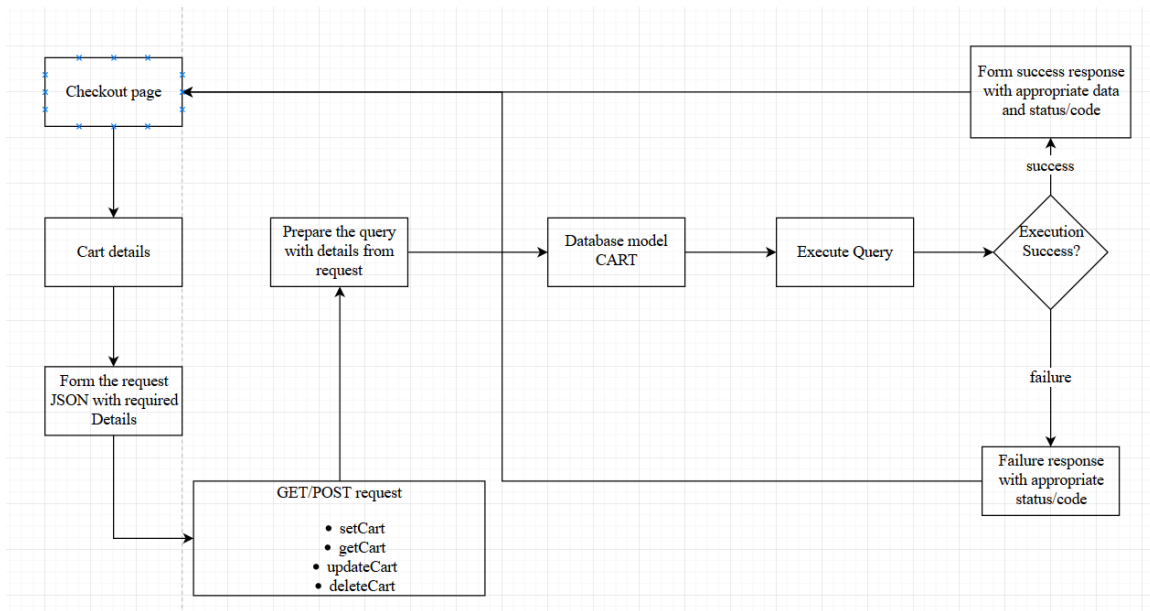 Checkout page
Form success response
with appropriate data
and status/code
success
Cart details
Prepare the query
with details from
request
Database model
CART
Execute Query
Execution
Success?
Form the request
JSON with required
Details
failure
Failure response
with appropriate
status/code
GET/POST request
• setCart
• getCart
• updateCart
• deleteCart